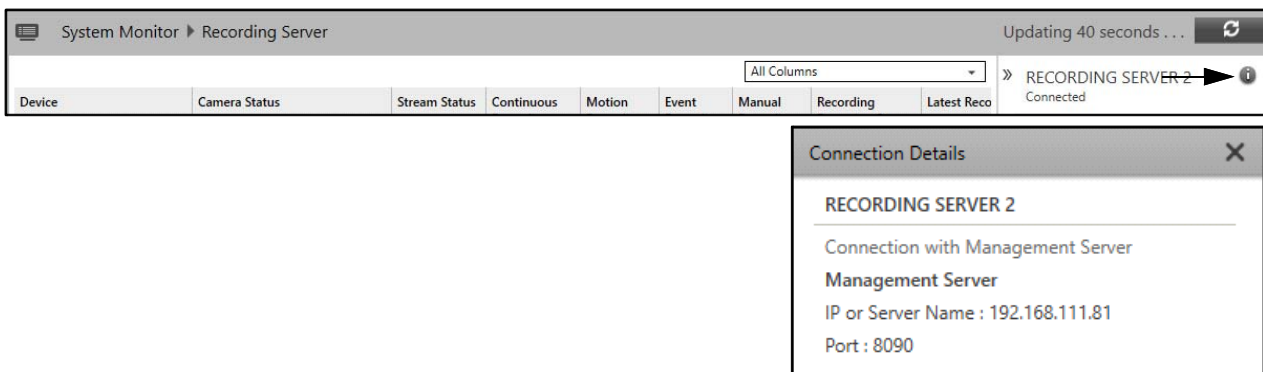 System Monitor Recording Server
Updating 40 seconds . . .
All Columns
RECORDING SERVER 2
Connected
Device Camera Status Stream Status Continuous Motion Event Manual Recording Latest Reco
Connection Details
RECORDING SERVER 2
Connection with Management Server
Management Server
IP or Server Name : 192.168.111.81
Port : 8090